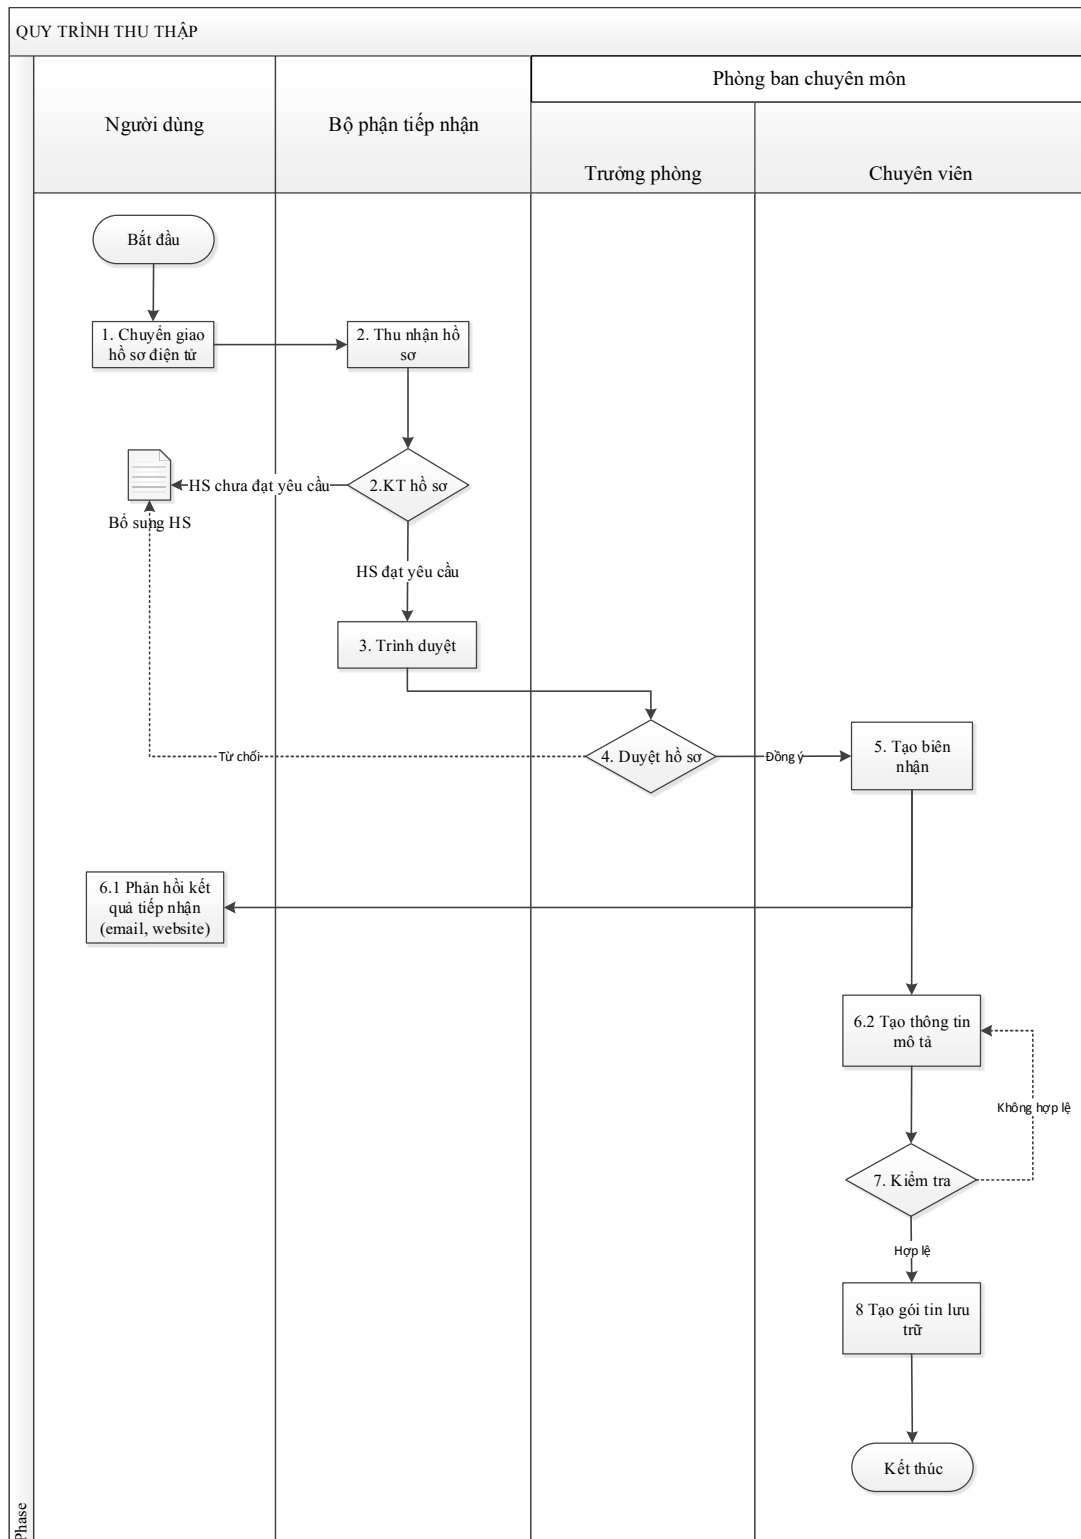 QUY TRÌNH THU THẬP
Người dùng
Bộ phận tiếp nhận
Phòng ban chuyên môn
Trưởng phòng
Chuyên viên
Bắt đầu
1. Chuyển giao
hồ sơ điện tử
2. Thu nhận hồ
sơ
2.KT hồ sơ
HS chưa đạt yêu cầu
Bổ sung HS
HS đạt yêu cầu
3. Trình duyệt
4. Duyệt hồ sơ
Từ chối
Đồng ý
5. Tạo biên
nhận
6.1 Phản hồi kết
quả tiếp nhận
(email, website)
6.2 Tạo thông tin
mô tả
Không hợp lệ
7. Kiểm tra
Hợp lệ
8 Tạo gói tin lưu
trữ
Kết thúc
Phase